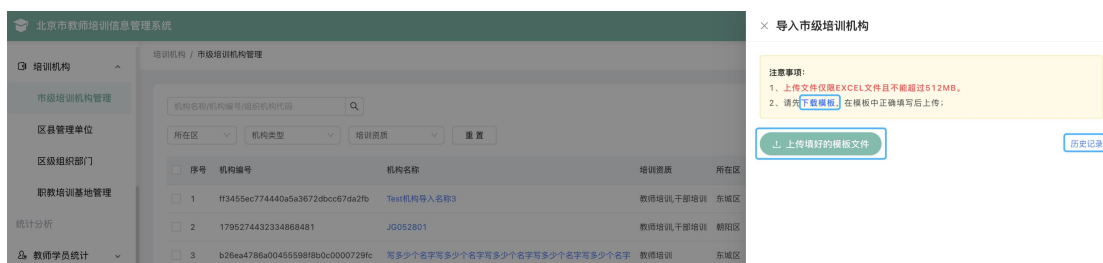 北京市教师培训信息管理系统
培训机构
市级培训机构管理
区县管理单位
区级组织部门
职教培训基地管理
统计分析
教师学员统计
培训机构 / 市级培训机构管理
机构名称/机构编号/组织机构代码
所在区 机构类型 培训资质 重置
序号 机构编号 机构名称 培训资质 所在区
1 ff3455ec774440a5a3672dbcc67da2fb Test机构导入名称3 教师培训,干部培训 东城区
2 1795274432334868481 JG052801 教师培训,干部培训 朝阳区
3 b26ea4786a00455598f8b0c0000729fc 写多少个名字写多少个名字写多少个名字写多少个名字 教师培训 东城区
× 导入市级培训机构
注意事项：
1、上传文件仅限EXCEL文件且不能超过512MB。
2、请先下载模板，在模板中正确填写后上传；
上传填好的模板文件
历史记录